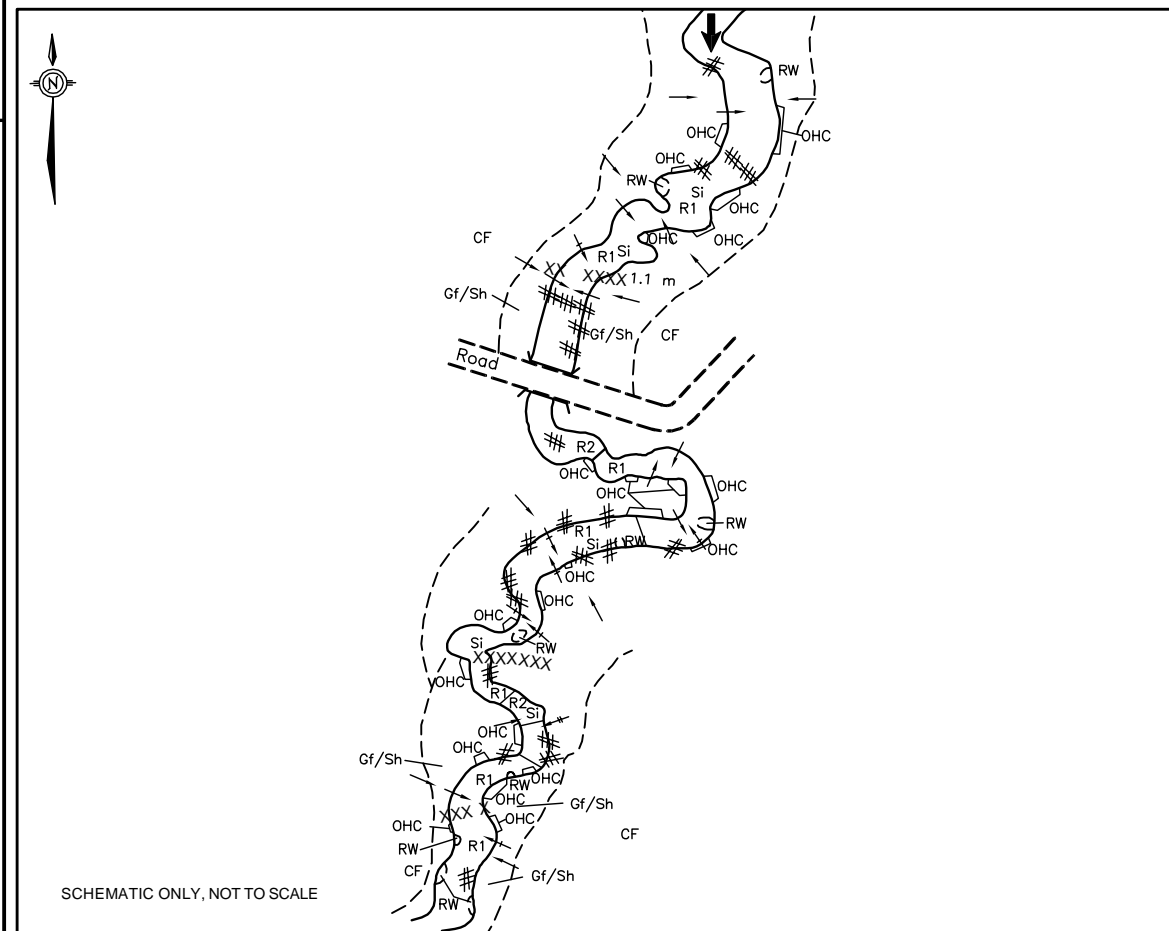 N
RW
OHC
OHC
OHC
RW
Si
R1
OHC
OHC
OHC
CF
R1
Si
XX
XXXX 1.1 m
Gf/Sh
Gf/Sh
CF
Road
R2
R1
OHC
OHC
OHC
RW
R1
Si
RW
OHC
OHC
OHC
OHC
Si
RW
XXXXXXX
OHC
R1
R2
Si
OHC
OHC
Gf/Sh
X
R1
RW
OHC
OHC
Gf/Sh
XXX X
OHC
OHC
CF
RW
R1
CF
Gf/Sh
RW
SCHEMATIC ONLY, NOT TO SCALE